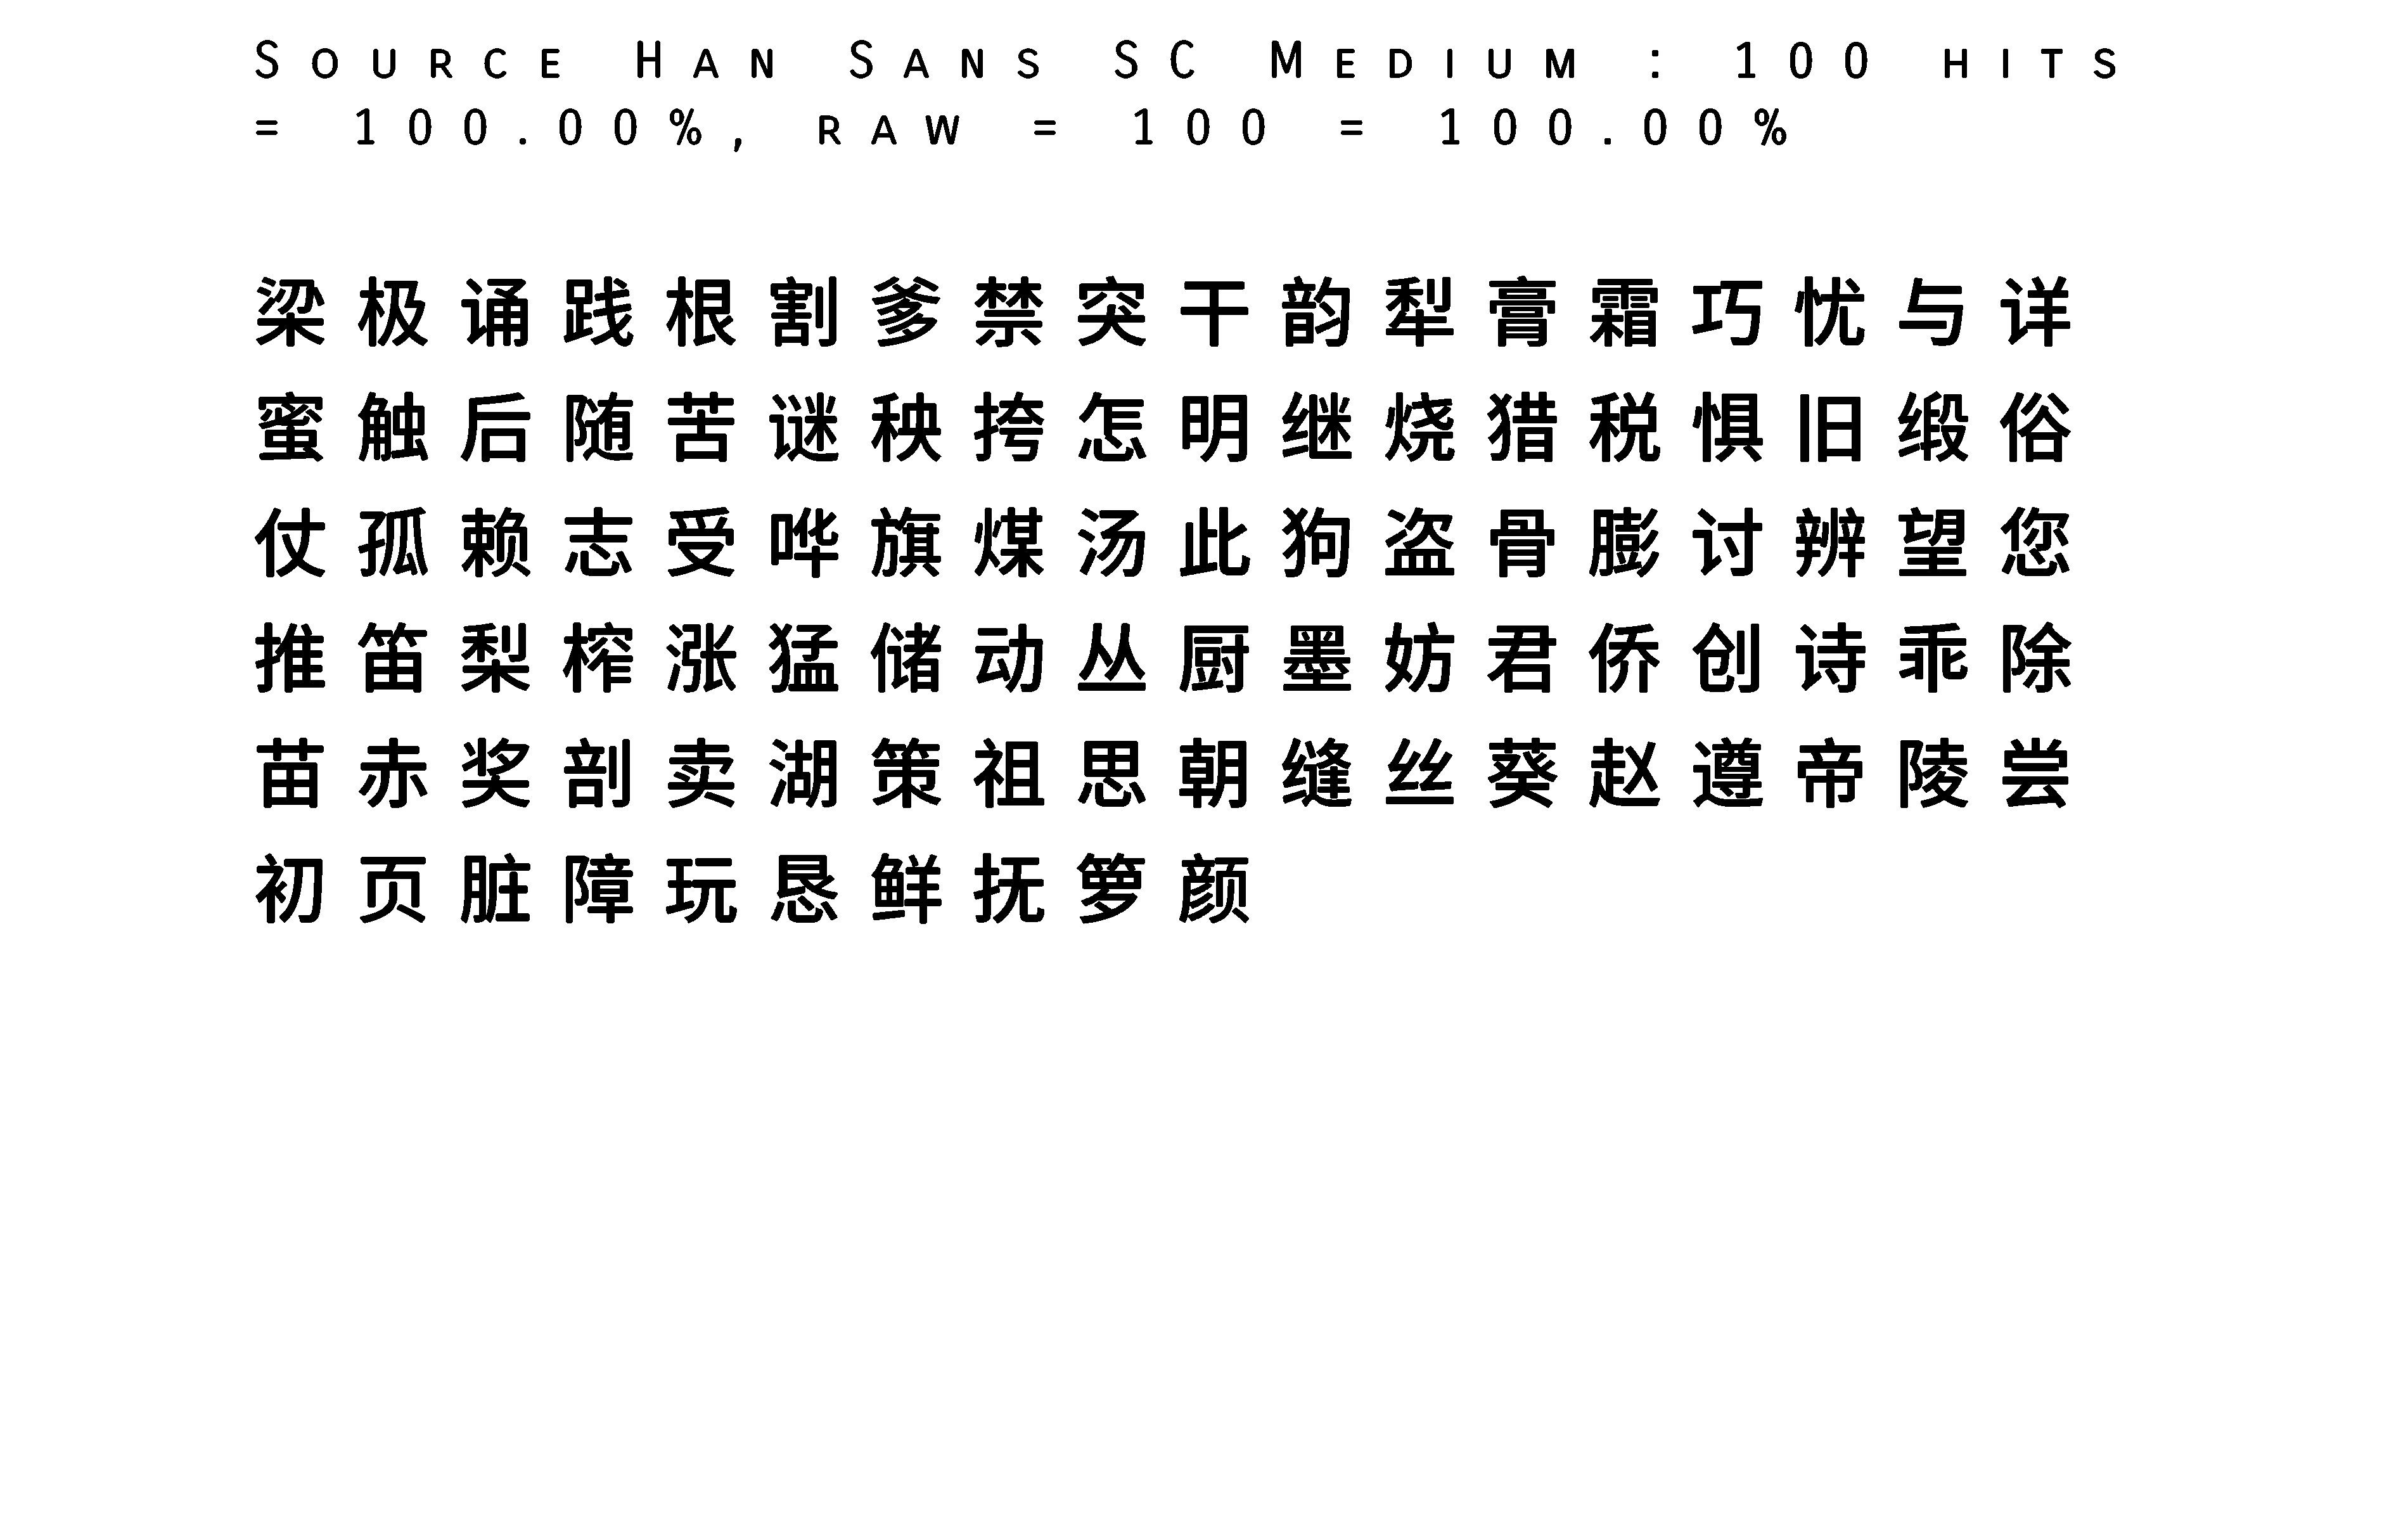 Source Han Sans SC Medium : 100 hits
= 100.00%, raw = 100 = 100.00%
梁极诵践根割爹禁突干韵犁膏霜巧忧与详
蜜触后随苦谜秧挎怎明继烧猎税惧旧缎俗
仗孤赖志受哗旗煤汤此狗盗骨膨讨辨望您
推笛梨榨涨猛储动丛厨墨妨君侨创诗乖除
苗赤奖剖卖湖策祖思朝缝丝葵赵遵帝陵尝
初页脏障玩恳鲜抚箩颜